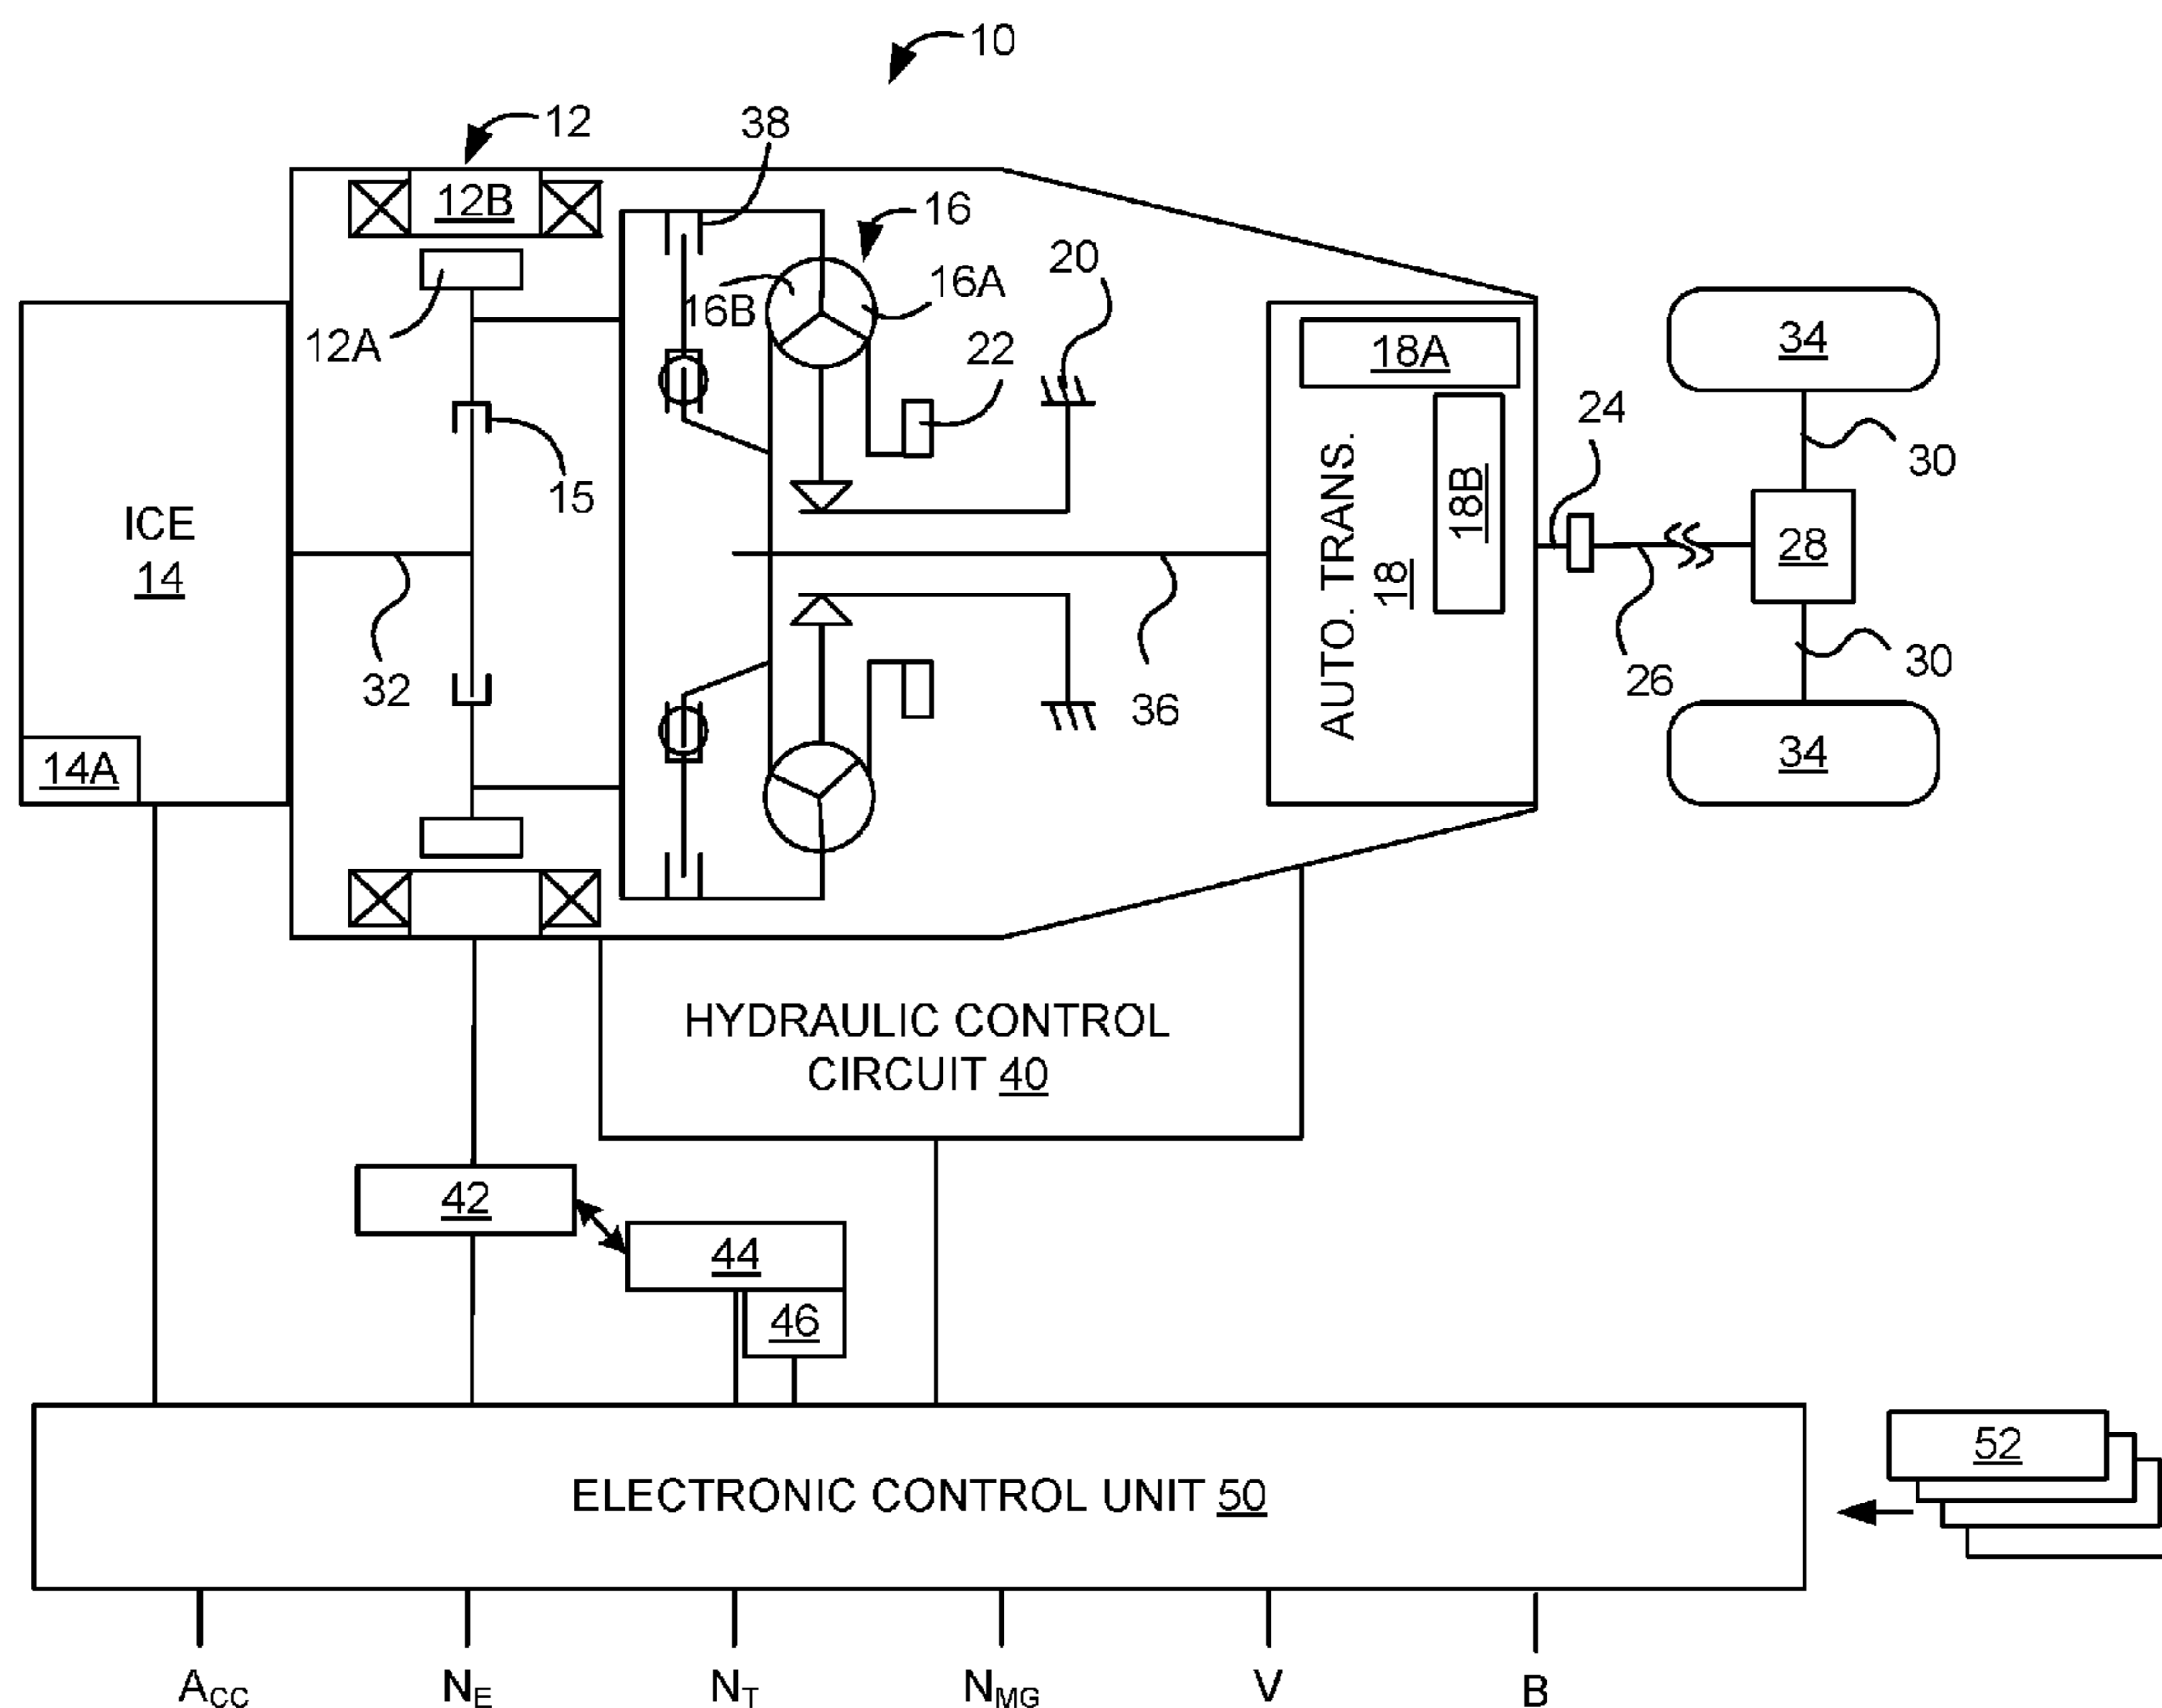 10
12
38
12B
16
20
16B
16A
12A
22
18A
34
24
15
30
ICE
14
AUTO. TRANS.
18
18B
28
32
36
26
30
14A
34
HYDRAULIC CONTROL
CIRCUIT 40
42
44
46
52
ELECTRONIC CONTROL UNIT 50
ACC
NE
NT
NMG
V
B